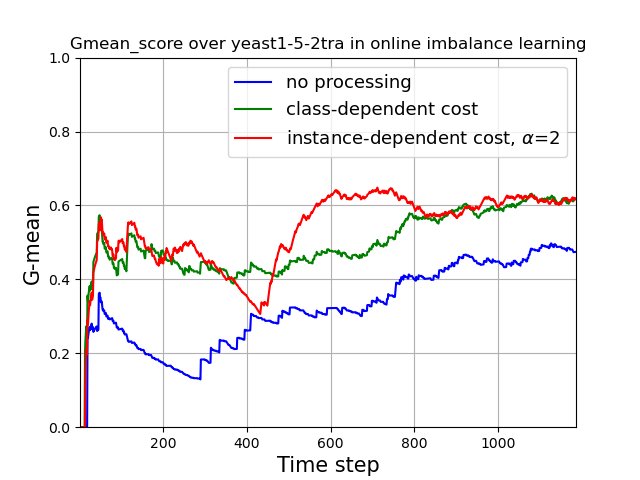 Gmean_score over yeast1-5-2tra in online imbalance learning
1.0
0.8
0.6
0.4
0.2
0.0
G-mean
no processing
class-dependent cost
instance-dependent cost, α=2
200
400
600
800
1000
Time step